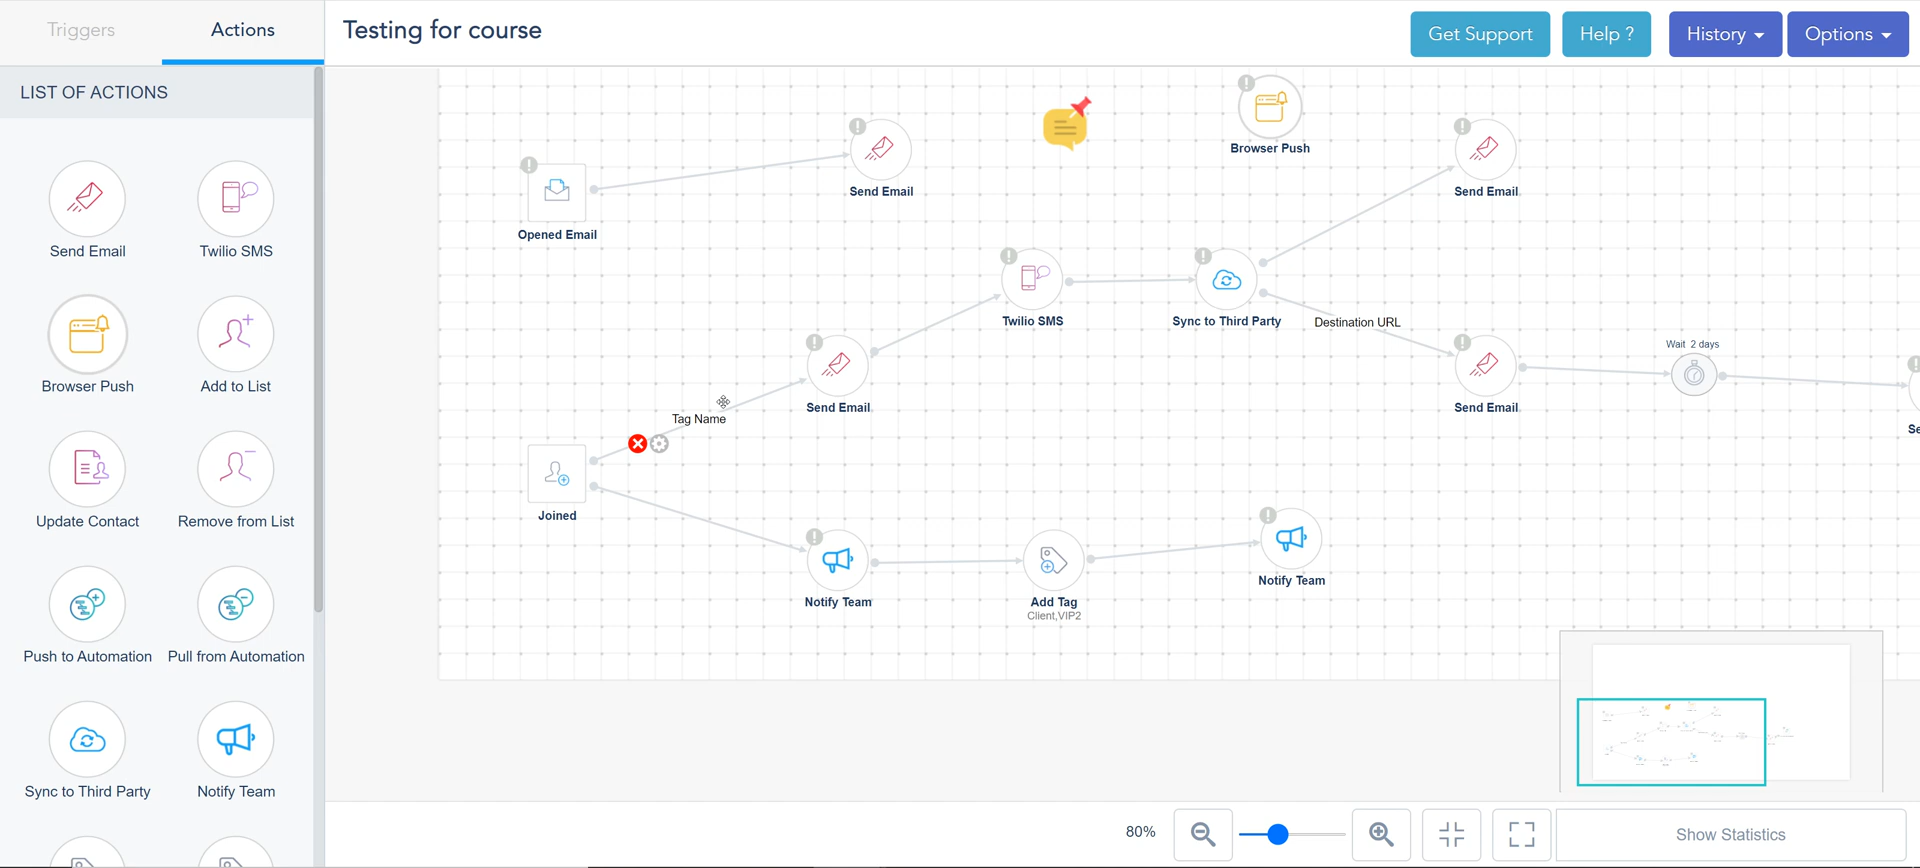 Triggers
Actions
Testing for course
Get Support
Help ?
History
Options
LIST OF ACTIONS
Send Email
Twilio SMS
Browser Push
Add to List
Update Contact
Remove from List
Push to Automation
Pull from Automation
Sync to Third Party
Notify Team
Browser Push
Send Email
Send Email
Opened Email
Twilio SMS
Sync to Third Party
Destination URL
Wait 2 days
Send Email
Send Email
Tag Name
Se
Joined
Notify Team
Notify Team
Add Tag
Client,VIP2
80%
Show Statistics